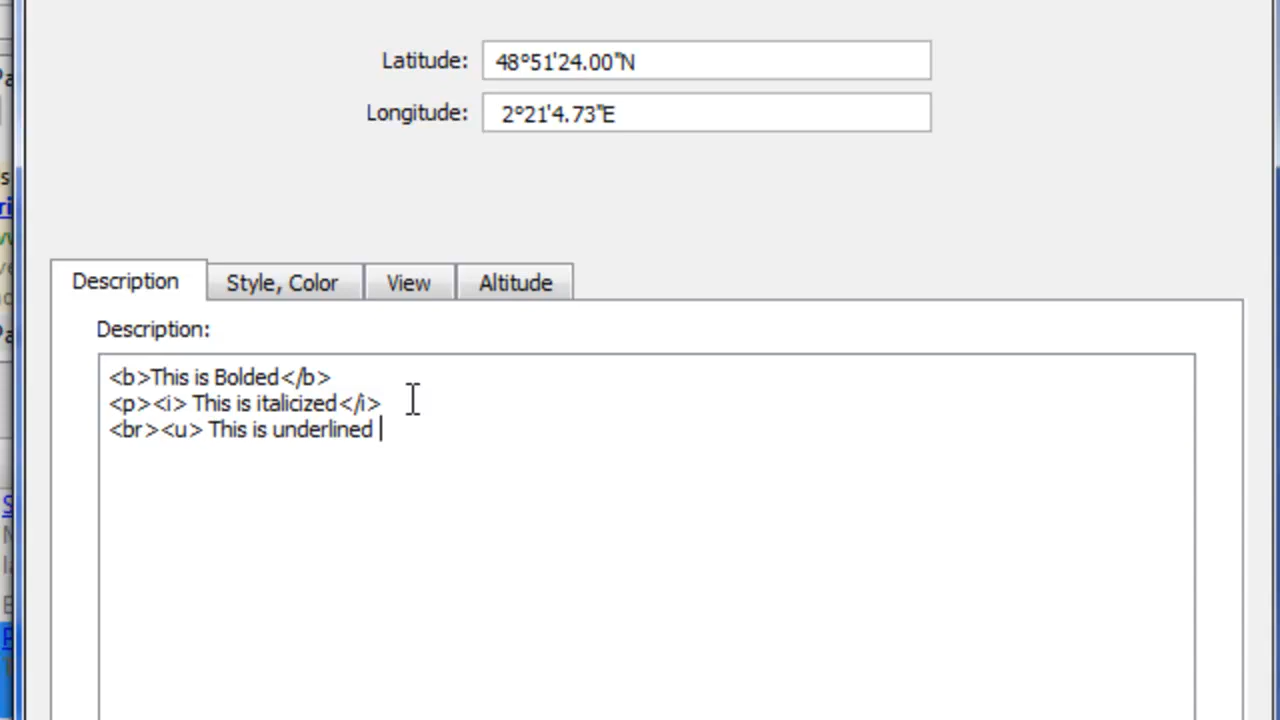 Latitude: 48°51'24.00"N
Longitude: 2°21'4.73"E
Description Style, Color View Altitude
Description:
<b>This is Bolded</b>
<p><i> This is italicized</i>
<br><u> This is underlined